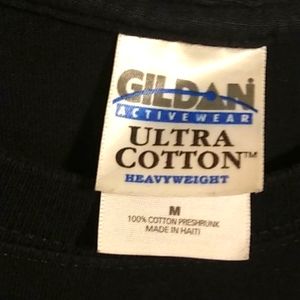 GILDAN
ACTIVEWEAR
ULTRA
COTTON™
HEAVYWEIGHT
M
100% COTTON PRESHRUNK
MADE IN HAITI